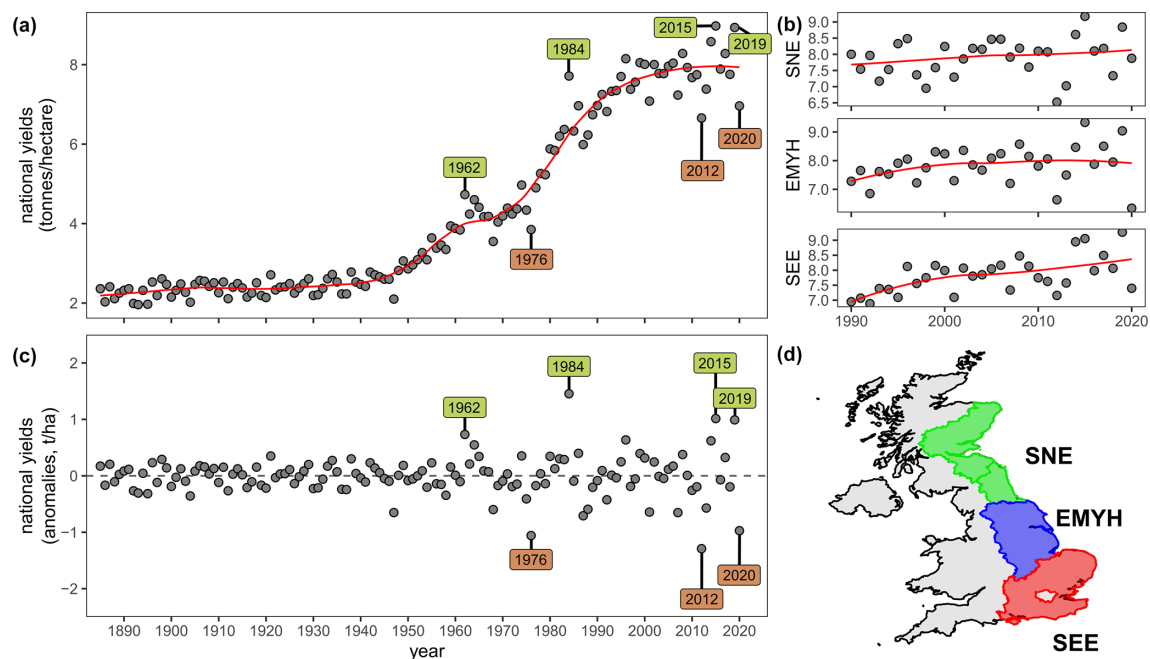 (a)
national yields
(tonnes/hectare)
8
6
4
2
1962
1976
1984
2012
2015
2019
2020
(b)
SNE
9.0
8.5
8.0
7.5
7.0
6.5
EMYH
9.0
8.0
7.0
SEE
9.0
8.5
8.0
7.5
7.0
1990 2000 2010 2020
(c)
national yields
(anomalies, t/ha)
2
1
0
−1
−2
1962
1976
1984
2012
2015
2019
2020
1890 1900 1910 1920 1930 1940 1950 1960 1970 1980 1990 2000 2010 2020
year
(d)
SNE
EMYH
SEE